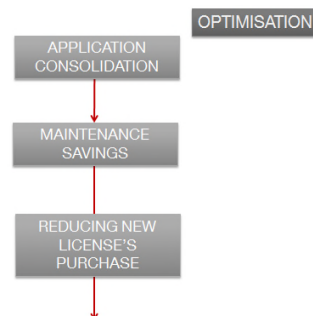 OPTIMISATION
APPLICATION
CONSOLIDATION
MAINTENANCE
SAVINGS
REDUCING NEW
LICENSE'S
PURCHASE